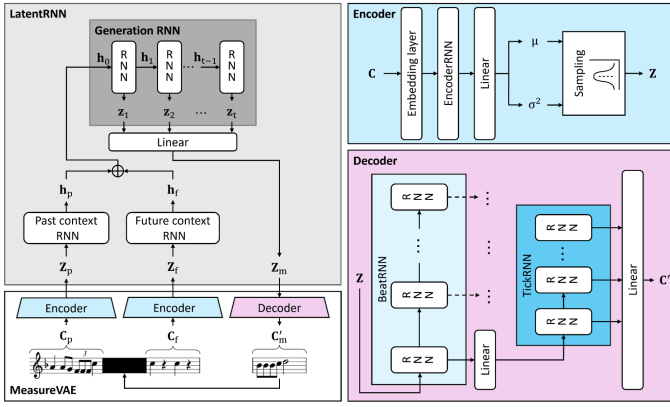 LatentRNN
Generation RNN
h0 RNN h1 RNN … ht−1 RNN
z1 z2 … zt
Linear
hp hf
Past context RNN
Future context RNN
Zp Zf Zm
Encoder Encoder Decoder
Cp Cf C′m
3
MeasureVAE
Encoder
C Embedding layer EncoderRNN Linear μ σ2 Sampling Z
Decoder
Z BeatRNN
RNN … 
RNN …
RNN Linear
TickRNN
RNN
…
RNN
RNN
Linear C′